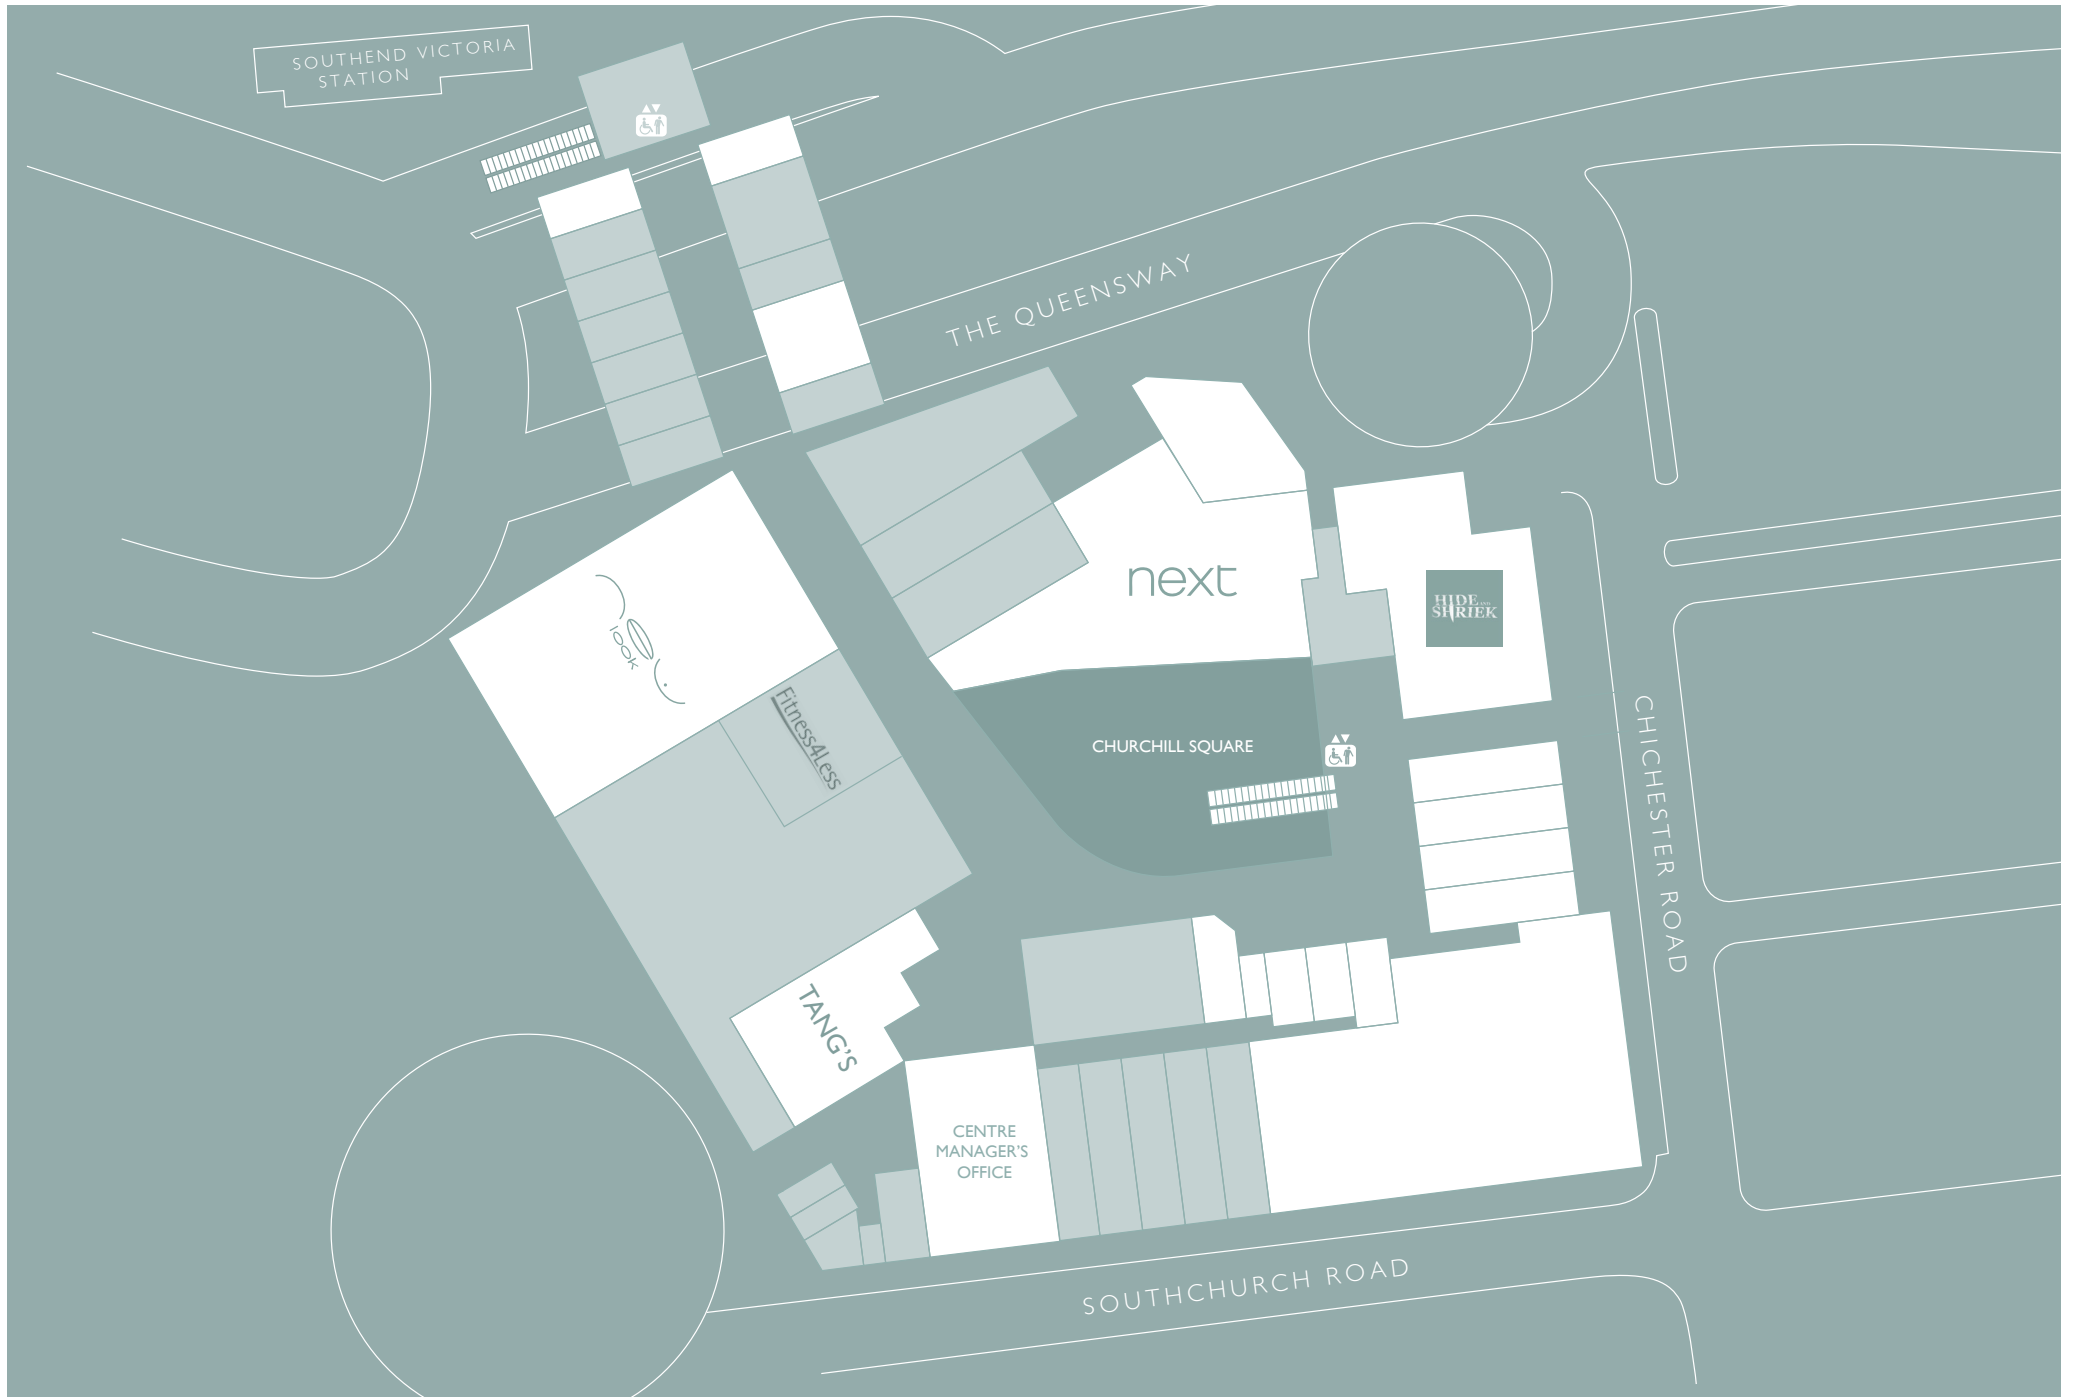 SOUTHEND VICTORIA
STATION
THE QUEENSWAY
next
HIDE
SHRIEK
look
Fitness4Less
CHURCHILL SQUARE
CHICHESTER ROAD
TANG'S
CENTRE
MANAGER'S
OFFICE
SOUTHCHURCH ROAD